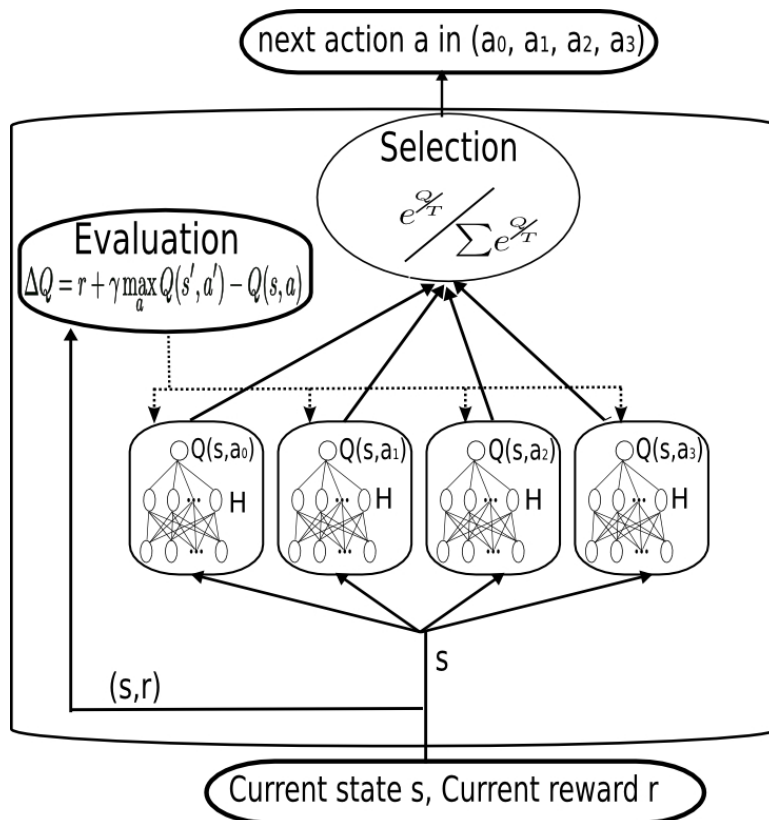 next action a in (a₀, a₁, a₂, a₃)
Selection
e^{Q/T} / ∑ e^{Q/T}
Evaluation
ΔQ = r + γ max_a Q(s′, a′) − Q(s, a)
Q(s,a₀)
... H
...
Q(s,a₁)
... H
...
Q(s,a₂)
... H
...
Q(s,a₃)
... H
...
s
(s,r)
Current state s, Current reward r